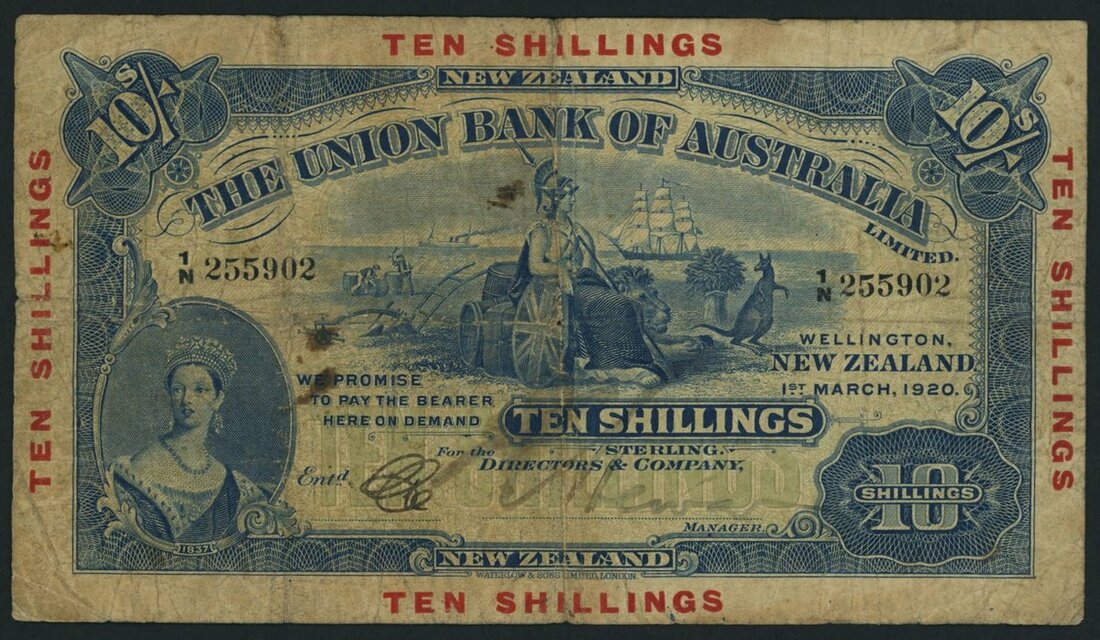 TEN SHILLINGS
NEW ZEALAND
10/s
10/s
THE UNION BANK OF AUSTRALIA
LIMITED.
TEN SHILLINGS
TEN SHILLINGS
1/N 255902
1/N 255902
WELLINGTON,
NEW ZEALAND
1ST MARCH, 1920.
WE PROMISE
TO PAY THE BEARER
HERE ON DEMAND
TEN SHILLINGS
STERLING.
For the
DIRECTORS & COMPANY,
Entd.
10
SHILLINGS
MANAGER.
1837
NEW ZEALAND
WATERLOW & SONS LIMITED, LONDON.
TEN SHILLINGS